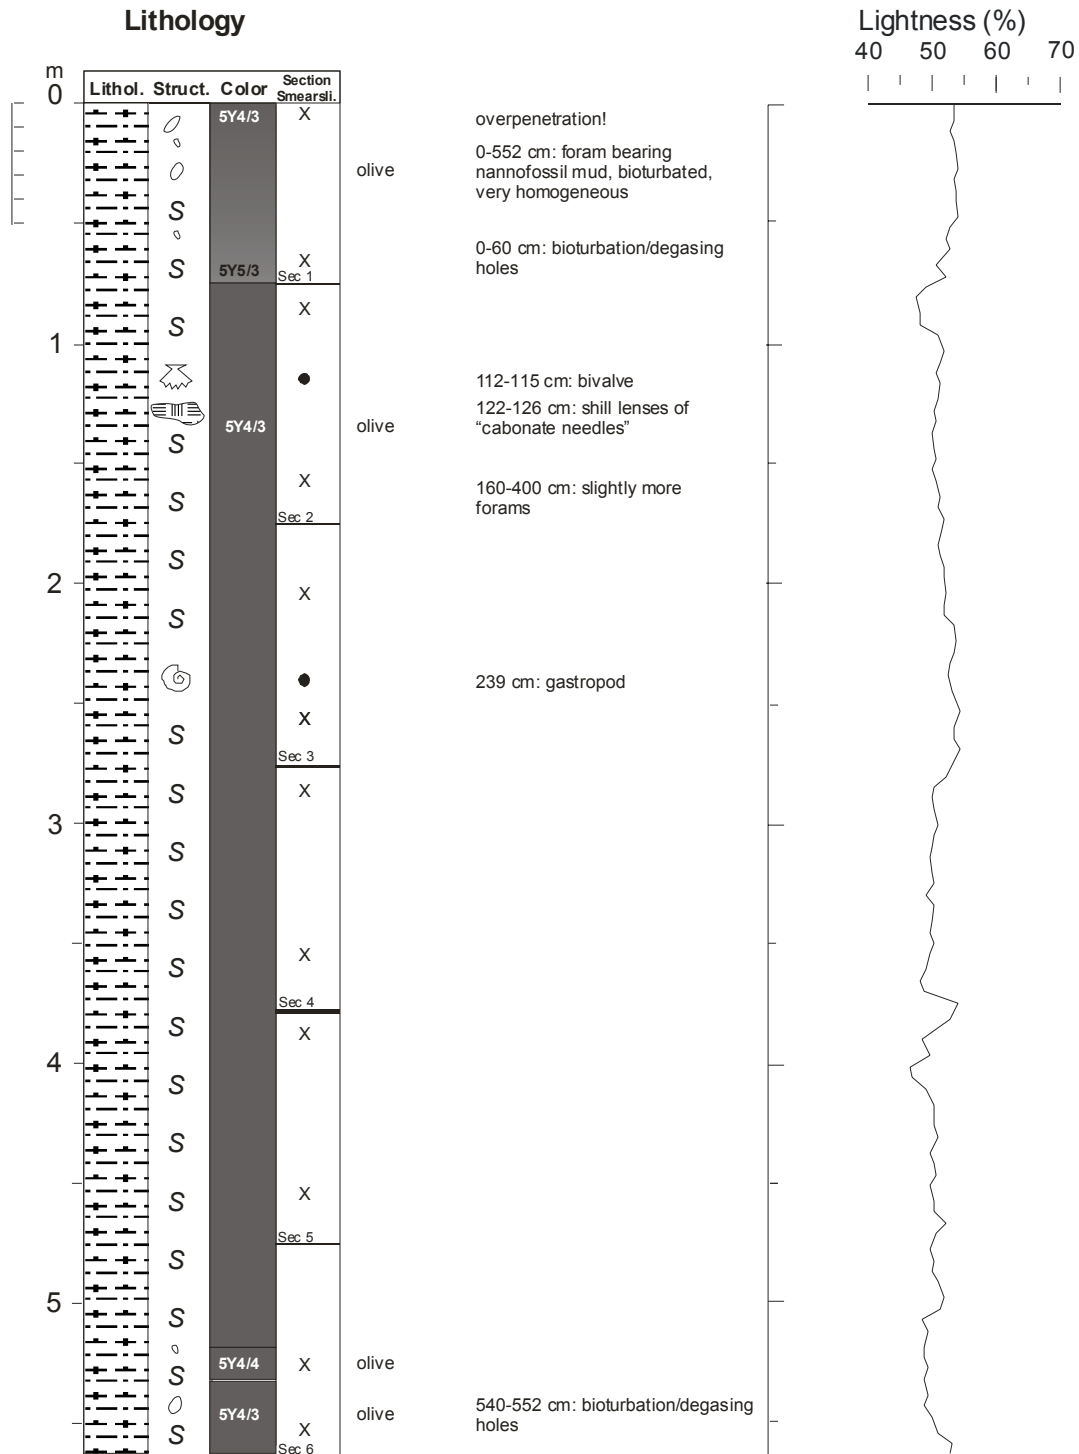 Lithology
Lightness (%)
40 50 60 70
m
Lithol. Struct. Color Section Smearsli.
0
5Y4/3
X
overpenetration!
0-552 cm: foram bearing
nannofossil mud, bioturbated,
very homogeneous
olive
S
0-60 cm: bioturbation/degasing
holes
X
S
5Y5/3
Sec 1
X
S
1
112-115 cm: bivalve
122-126 cm: shill lenses of
“cabonate needles”
5Y4/3
olive
S
X
160-400 cm: slightly more
forams
S
Sec 2
S
2
X
S
239 cm: gastropod
X
S
Sec 3
X
S
3
S
S
X
S
Sec 4
S
X
4
S
S
X
S
Sec 5
S
5
S
5Y4/4
X
olive
S
540-552 cm: bioturbation/degasing
holes
5Y4/3
olive
X
S
Sec 6